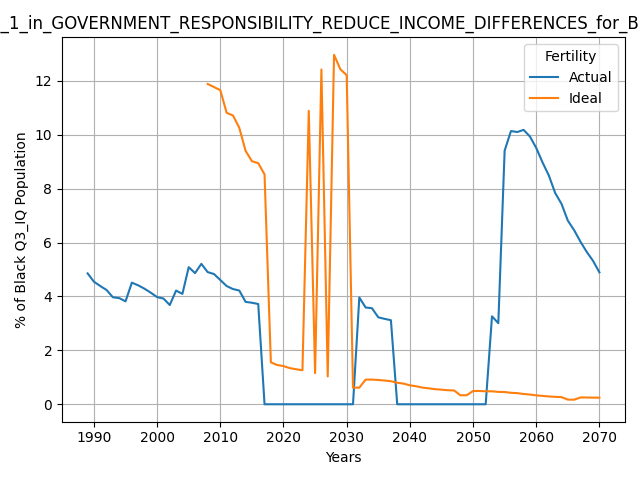 _1_in_GOVERNMENT_RESPONSIBILITY_REDUCE_INCOME_DIFFERENCES_for_B
Fertility
Actual
Ideal
% of Black Q3_IQ Population
12
10
8
6
4
2
0
1990 2000 2010 2020 2030 2040 2050 2060 2070
Years